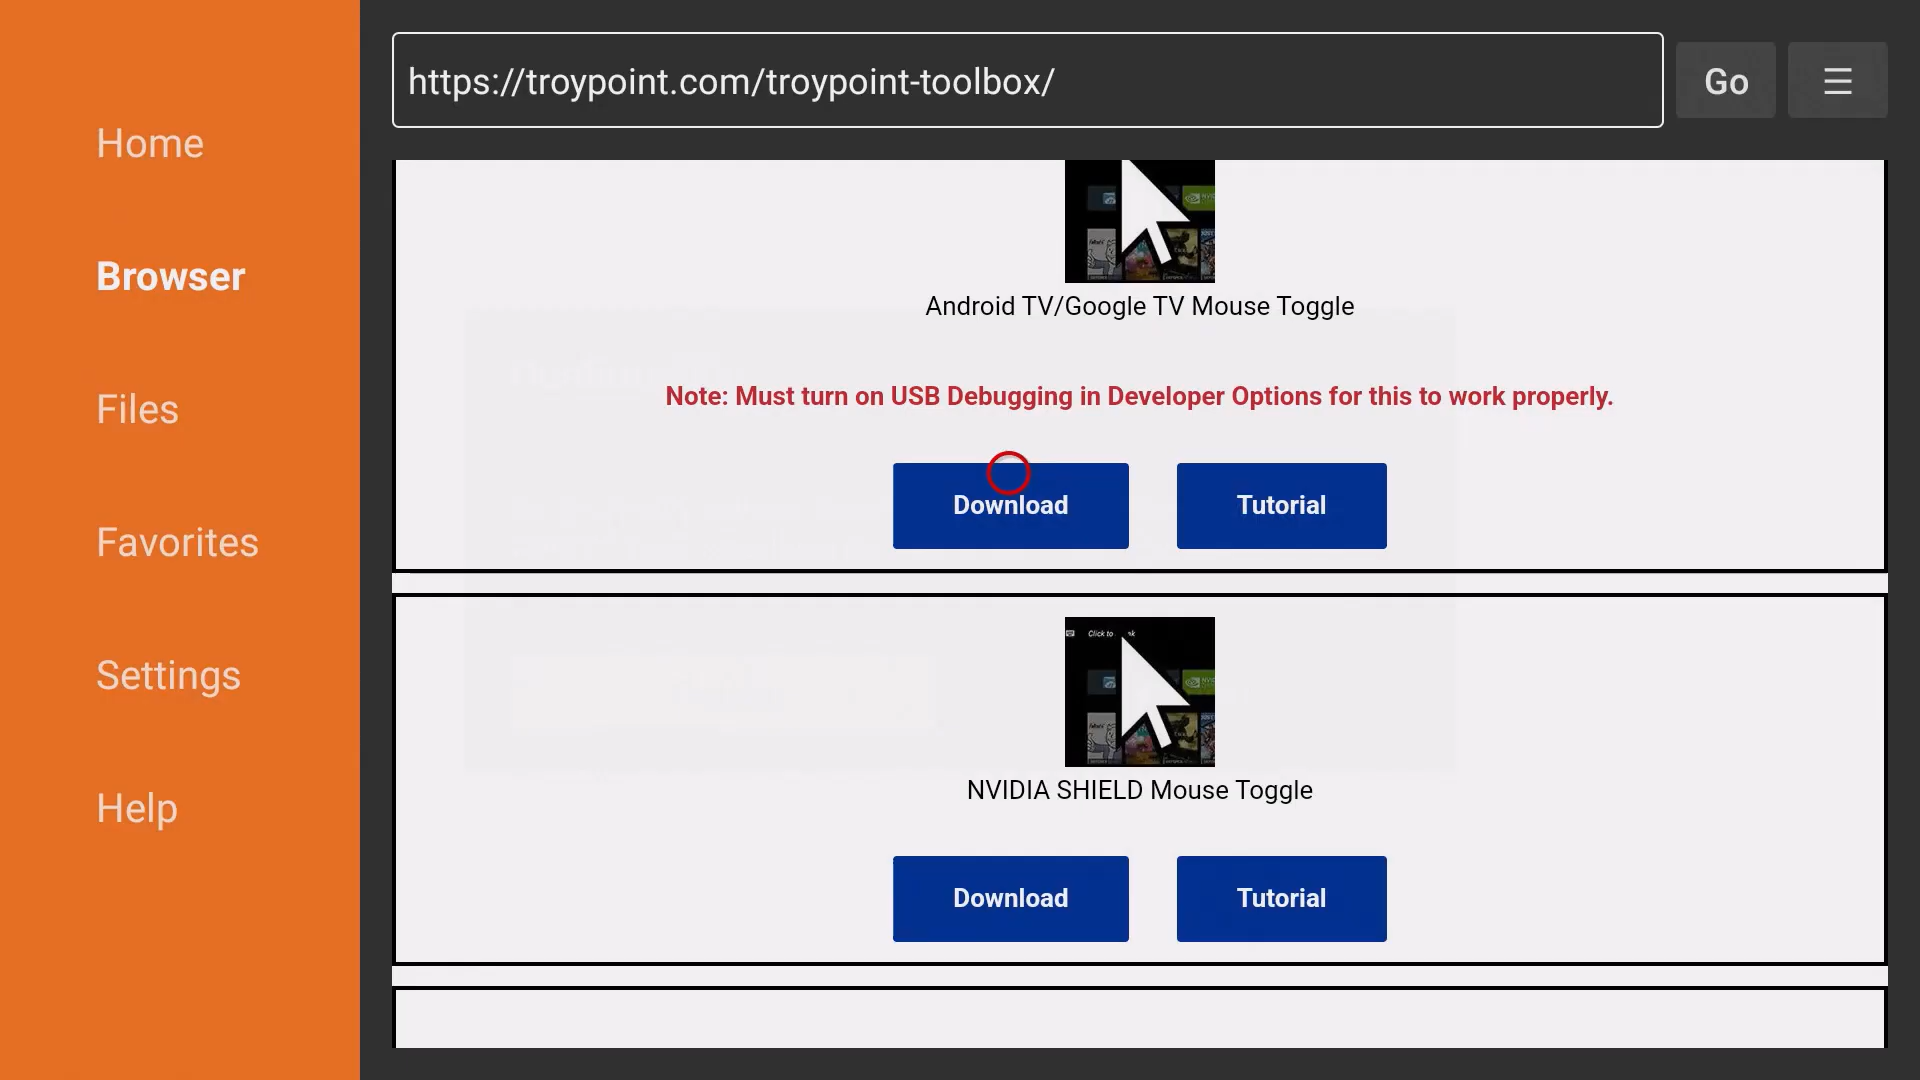 Home
Browser
Files
Favorites
Settings
Help
https://troypoint.com/troypoint-toolbox/
Go
Android TV/Google TV Mouse Toggle
Note: Must turn on USB Debugging in Developer Options for this to work properly.
Download
Tutorial
Click to
NVIDIA SHIELD Mouse Toggle
Download
Tutorial